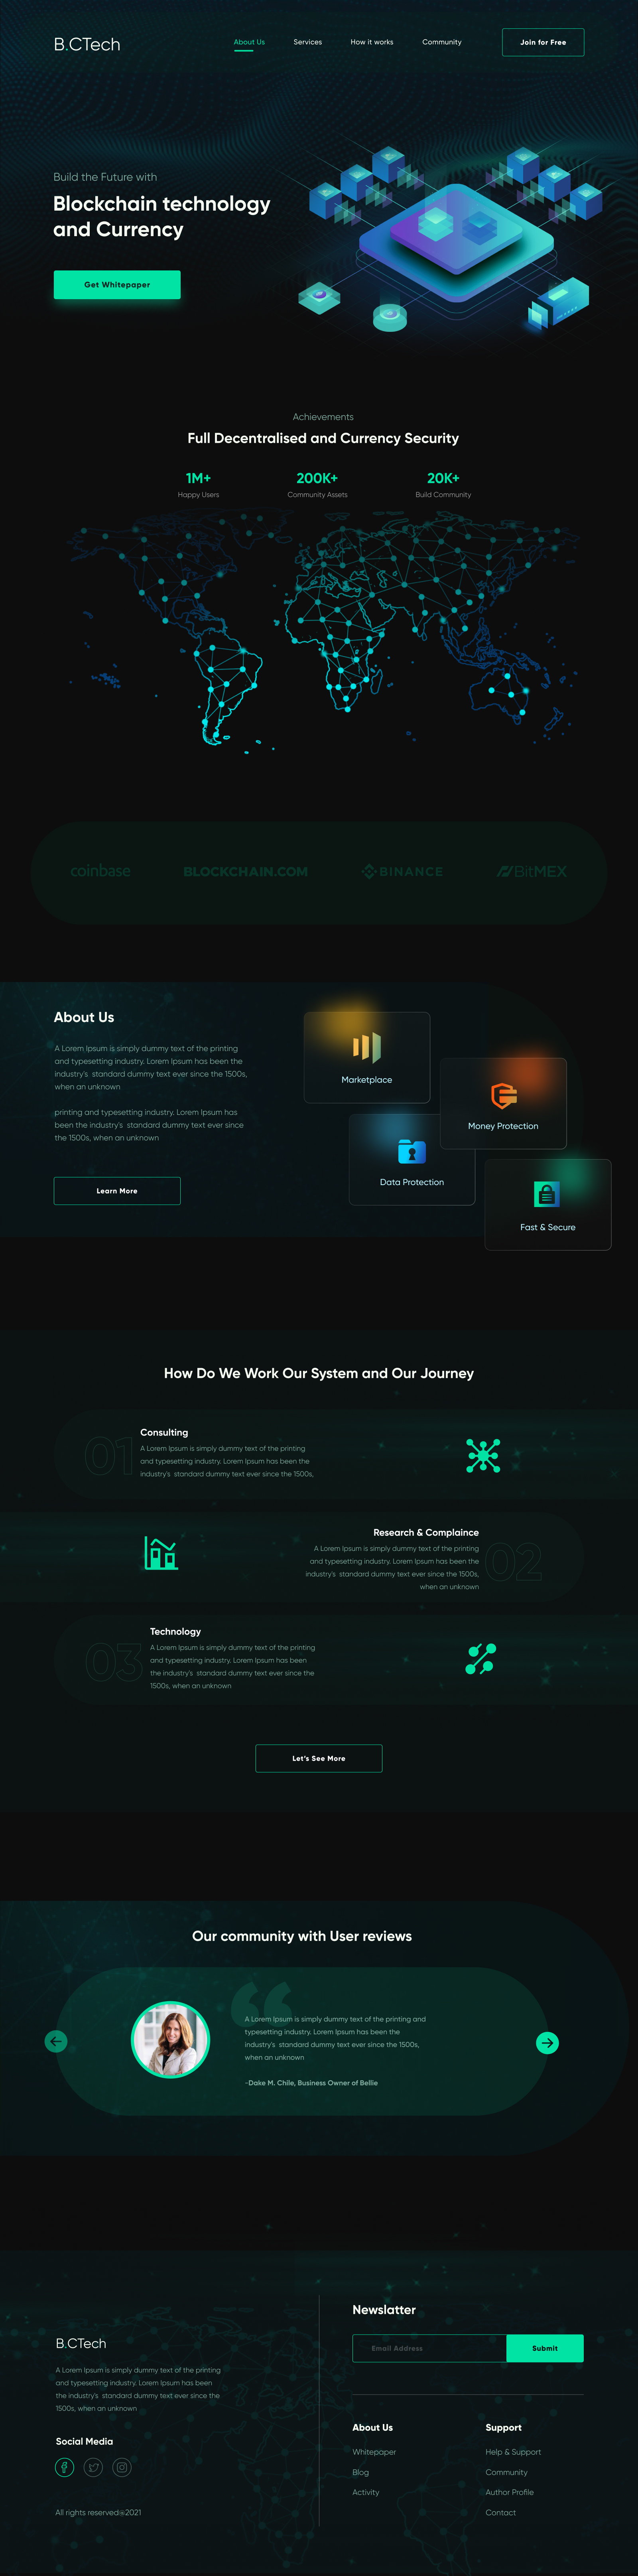 B.CTech
About Us
Services
How it works
Community
Join for Free
Build the Future with
Blockchain technology
and Currency
Get Whitepaper
Achievements
Full Decentralised and Currency Security
1M+
Happy Users
200K+
Community Assets
20K+
Build Community
coinbase
BLOCKCHAIN.COM
BINANCE
BitMEX
About Us
A Lorem Ipsum is simply dummy text of the printing
and typesetting industry. Lorem Ipsum has been the
industry's standard dummy text ever since the 1500s,
when an unknown
printing and typesetting industry. Lorem Ipsum has
been the industry's standard dummy text ever since
the 1500s, when an unknown
Learn More
Marketplace
Money Protection
Data Protection
Fast & Secure
How Do We Work Our System and Our Journey
01
Consulting
A Lorem Ipsum is simply dummy text of the printing
and typesetting industry. Lorem Ipsum has been the
industry's standard dummy text ever since the 1500s,
Research & Complaince
A Lorem Ipsum is simply dummy text of the printing
and typesetting industry. Lorem Ipsum has been the
industry's standard dummy text ever since the 1500s,
when an unknown
02
03
Technology
A Lorem Ipsum is simply dummy text of the printing
and typesetting industry. Lorem Ipsum has been
the industry's standard dummy text ever since the
1500s, when an unknown
Let's See More
Our community with User reviews
“
A Lorem Ipsum is simply dummy text of the printing and
typesetting industry. Lorem Ipsum has been the
industry's standard dummy text ever since the 1500s,
when an unknown
-Dake M. Chile, Business Owner of Bellie
B.CTech
A Lorem Ipsum is simply dummy text of the printing
and typesetting industry. Lorem Ipsum has been
the industry's standard dummy text ever since the
1500s, when an unknown
Social Media
All rights reserved@2021
Newslatter
Email Address
Submit
About Us
Whitepaper
Blog
Activity
Support
Help & Support
Community
Author Profile
Contact